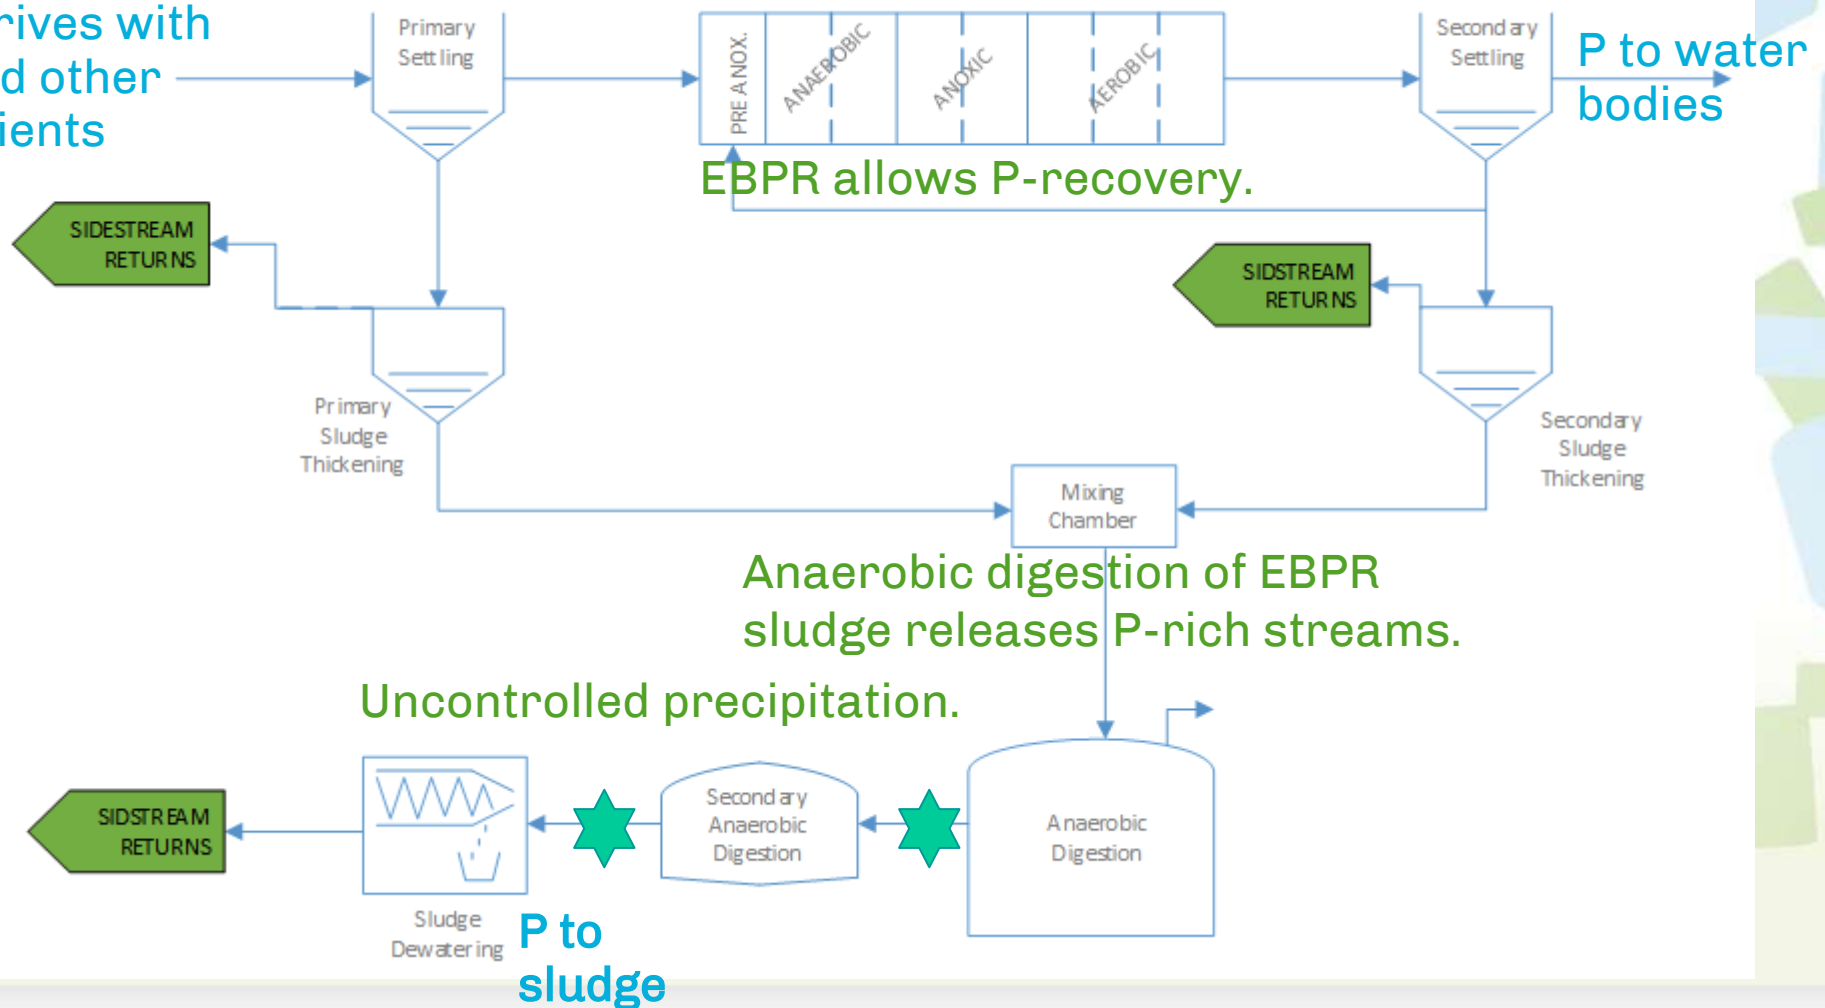 rives with
d other
ients
Primary
Settling
PRE ANOX.
ANAEROBIC
ANOXIC
AEROBIC
Secondary
Settling
P to water
bodies
EBPR allows P-recovery.
SIDESTREAM
RETURNS
SIDSTREAM
RETURNS
Primary
Sludge
Thickening
Secondary
Sludge
Thickening
Mixing
Chamber
Anaerobic digestion of EBPR
sludge releases P-rich streams.
Uncontrolled precipitation.
SIDSTREAM
RETURNS
Secondary
Anaerobic
Digestion
Anaerobic
Digestion
Sludge
Dewatering
P to
sludge